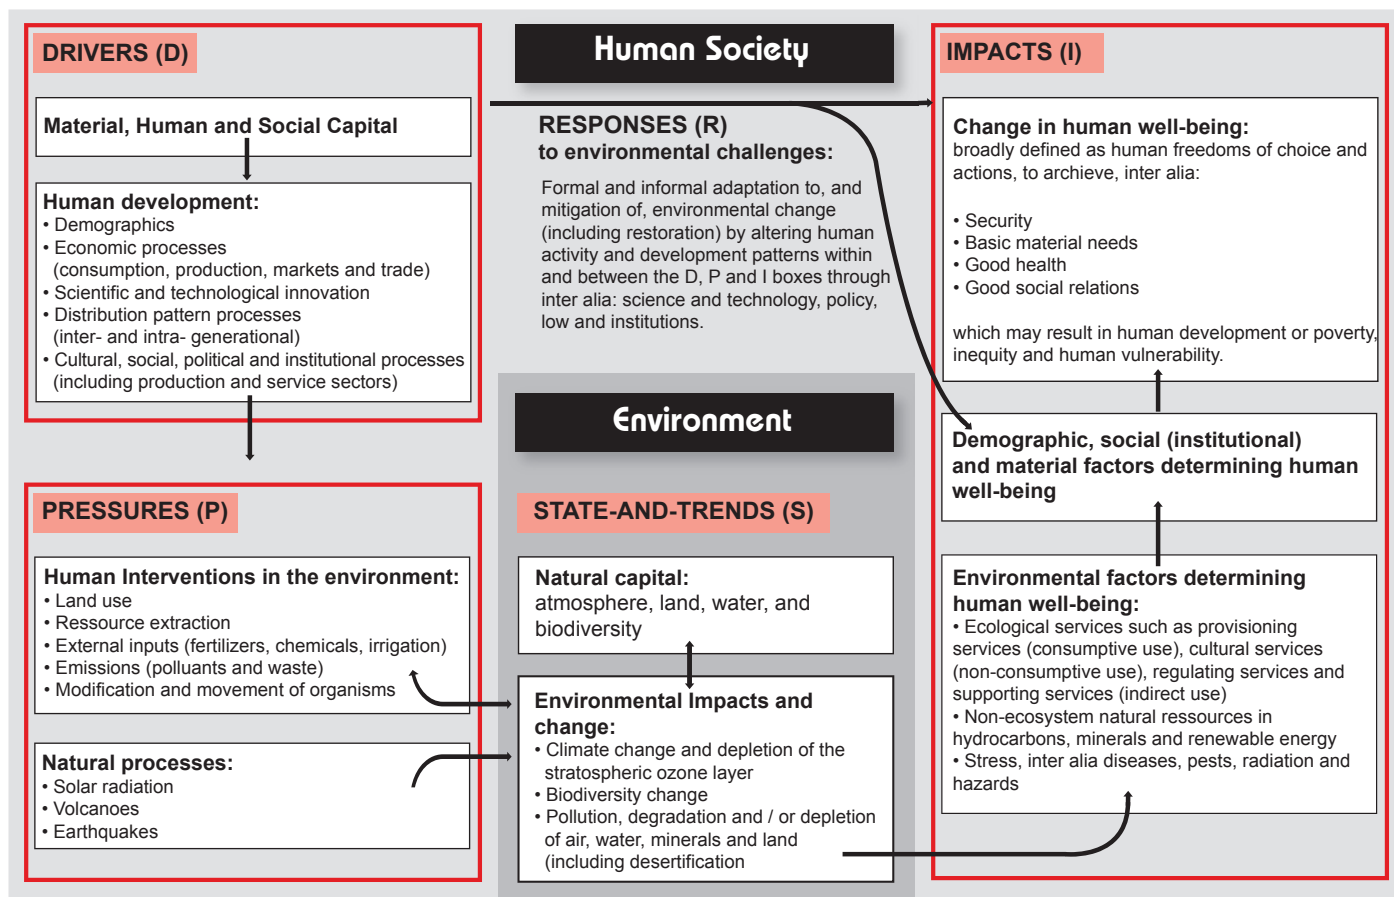 DRIVERS (D)
Material, Human and Social Capital
Human development:
• Demographics
• Economic processes
(consumption, production, markets and trade)
• Scientific and technological innovation
• Distribution pattern processes
(inter- and intra- generational)
• Cultural, social, political and institutional processes
(including production and service sectors)
PRESSURES (P)
Human Interventions in the environment:
• Land use
• Ressource extraction
• External inputs (fertilizers, chemicals, irrigation)
• Emissions (polluants and waste)
• Modification and movement of organisms
Natural processes:
• Solar radiation
• Volcanoes
• Earthquakes
Human Society
RESPONSES (R)
to environmental challenges:
Formal and informal adaptation to, and
mitigation of, environmental change
(including restoration) by altering human
activity and development patterns within
and between the D, P and I boxes through
inter alia: science and technology, policy,
low and institutions.
Environment
STATE-AND-TRENDS (S)
Natural capital:
atmosphere, land, water, and
biodiversity
Environmental Impacts and
change:
• Climate change and depletion of the
stratospheric ozone layer
• Biodiversity change
• Pollution, degradation and / or depletion
of air, water, minerals and land
(including desertification
IMPACTS (I)
Change in human well-being:
broadly defined as human freedoms of choice and
actions, to archieve, inter alia:
• Security
• Basic material needs
• Good health
• Good social relations
which may result in human development or poverty,
inequity and human vulnerability.
Demographic, social (institutional)
and material factors determining human
well-being
Environmental factors determining
human well-being:
• Ecological services such as provisioning
services (consumptive use), cultural services
(non-consumptive use), regulating services and
supporting services (indirect use)
• Non-ecosystem natural ressources in
hydrocarbons, minerals and renewable energy
• Stress, inter alia diseases, pests, radiation and
hazards